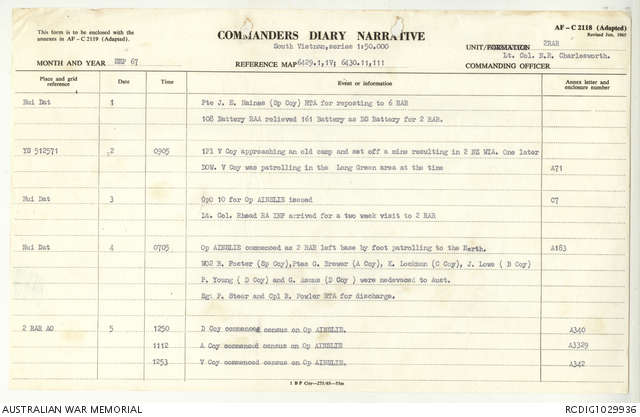 This form is to be enclosed with the
annexes in AF - C 2119 (Adapted)
COMMANDERS DIARY NARRATIVE
AF - C 2118 (Adapted)
Revised Jan, 1965
South Vietnam, series 1:50,000
UNIT/FORMATION 2RAR
MONTH AND YEAR SEP 67
REFERENCE MAP 6429.1,1V; 6430.11,111
Lt. Col. N.R. Charlesworth.
COMMANDING OFFICER
Place and grid reference Date Time Event or information Annex letter and enclosure number
Nui Dat 1 Pte J. E. Haines (Sp Coy) RTA for reposting to 6 RAR
108 Battery RAA relieved 161 Battery as DS Battery for 2 RAR.
YS 512571 2 0905 1Pl V Coy approaching an old camp and set off a mine resulting in 2 NZ WIA. One later
DOW. V Coy was patrolling in the Long Green area at the time A71
Nui Dat 3 OpO 10 for Op AINSLIE issued C7
Lt. Col. Rhead RA INF arrived for a two week visit to 2 RAR
Nui Dat 4 0705 Op AINSLIE commenced as 2 RAR left base by foot patrolling to the North. A183
WO2 R. Foster (Sp Coy), Ptes G. Brewer (A Coy), K. Lockman (C Coy), J. Lowe ( B Coy)
P. Young ( D Coy) and G. (D Coy ) were medevaced to Aust.
Sgt P. Stear and Cpl R. Fowler RTA for discharge.
2 RAR AO 5 1250 D Coy commenced census on Op AINSLIE. A340
1112 A Coy commenced census on Op AINSLIE A3329
1253 V Coy commenced census on Op AINSLIE. A342
AUSTRALIAN WAR MEMORIAL
RCDIG1029935